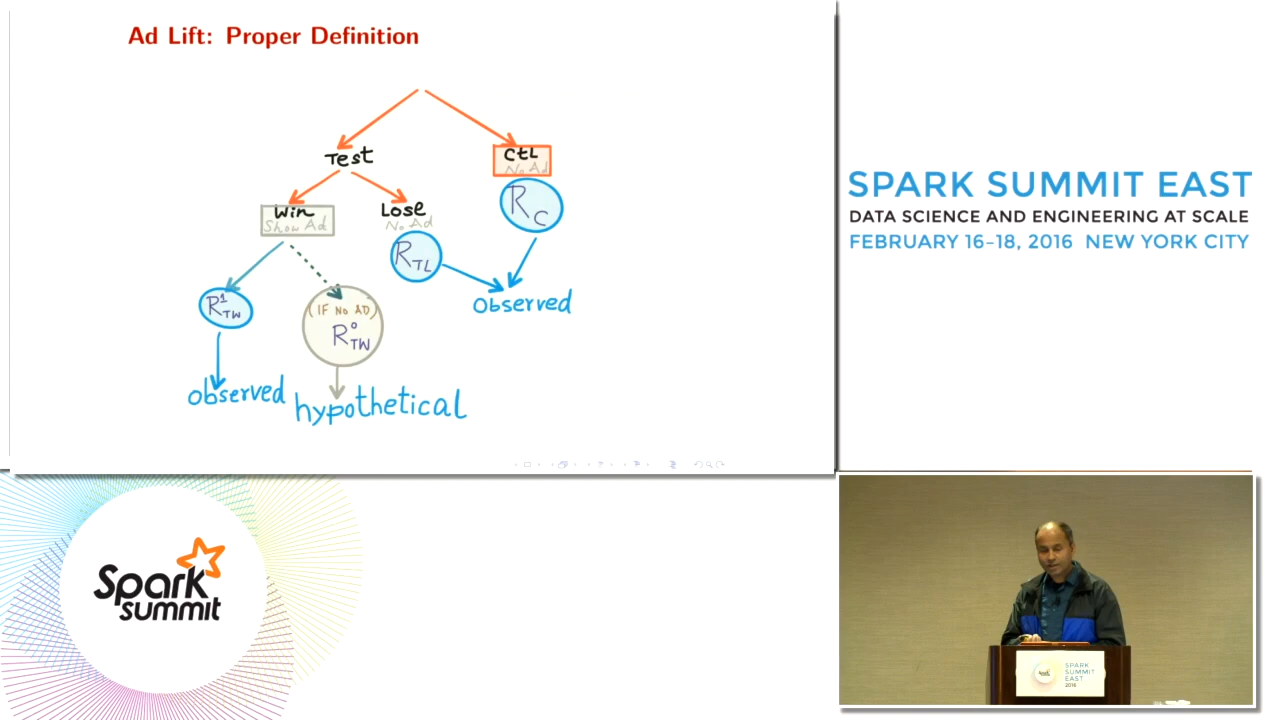 Ad Lift: Proper Definition
Test
CtL
No Ad
R_C
Win
Show Ad
Lose
No Ad
R_TL
R^1_TW
(IF NO AD)
R^0_TW
Observed
observed
hypothetical
SPARK SUMMIT EAST
DATA SCIENCE AND ENGINEERING AT SCALE
FEBRUARY 16–18, 2016 NEW YORK CITY
Spark
summit
SPARK
SUMMIT
EAST
2016